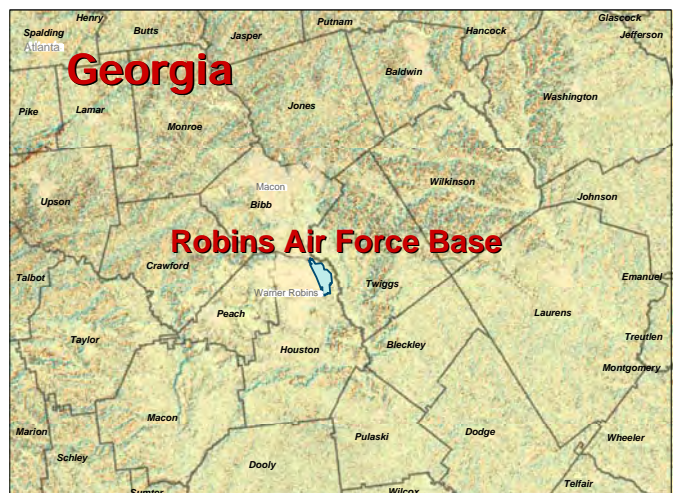 Henry
Glascock
Putnam
Spalding
Butts
Jasper
Hancock
Jefferson
Atlanta
Georgia
Baldwin
Washington
Pike
Lamar
Jones
Monroe
Wilkinson
Macon
Johnson
Upson
Bibb
Robins Air Force Base
Crawford
Talbot
Emanuel
Twiggs
Warner Robins
Peach
Laurens
Taylor
Houston
Bleckley
Treutlen
Montgomery
Macon
Marion
Pulaski
Dodge
Wheeler
Schley
Dooly
Telfair
Sumter
Wilcox